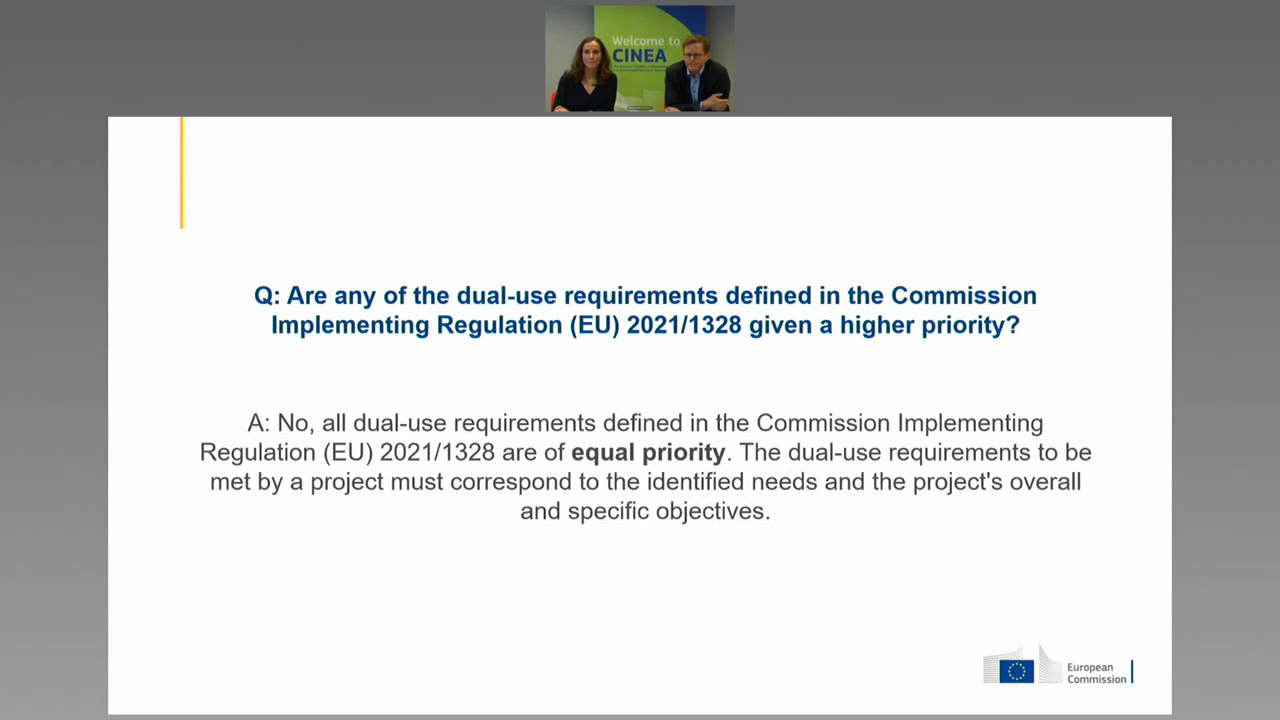 Welcome to
CINEA
Q: Are any of the dual-use requirements defined in the Commission
Implementing Regulation (EU) 2021/1328 given a higher priority?
A: No, all dual-use requirements defined in the Commission Implementing
Regulation (EU) 2021/1328 are of equal priority. The dual-use requirements to be
met by a project must correspond to the identified needs and the project's overall
and specific objectives.
European
Commission